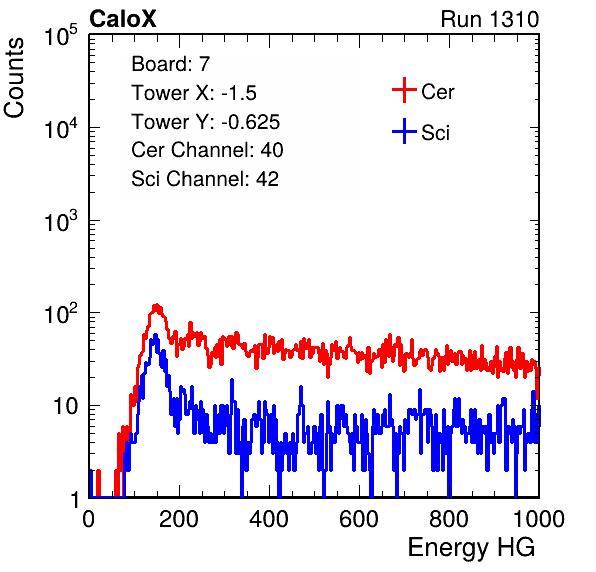 CaloX Run 1310
Counts
10^5
10^4
10^3
10^2
10
1
Board: 7
Tower X: -1.5
Tower Y: -0.625
Cer Channel: 40
Sci Channel: 42
Cer
Sci
0 200 400 600 800 1000
Energy HG